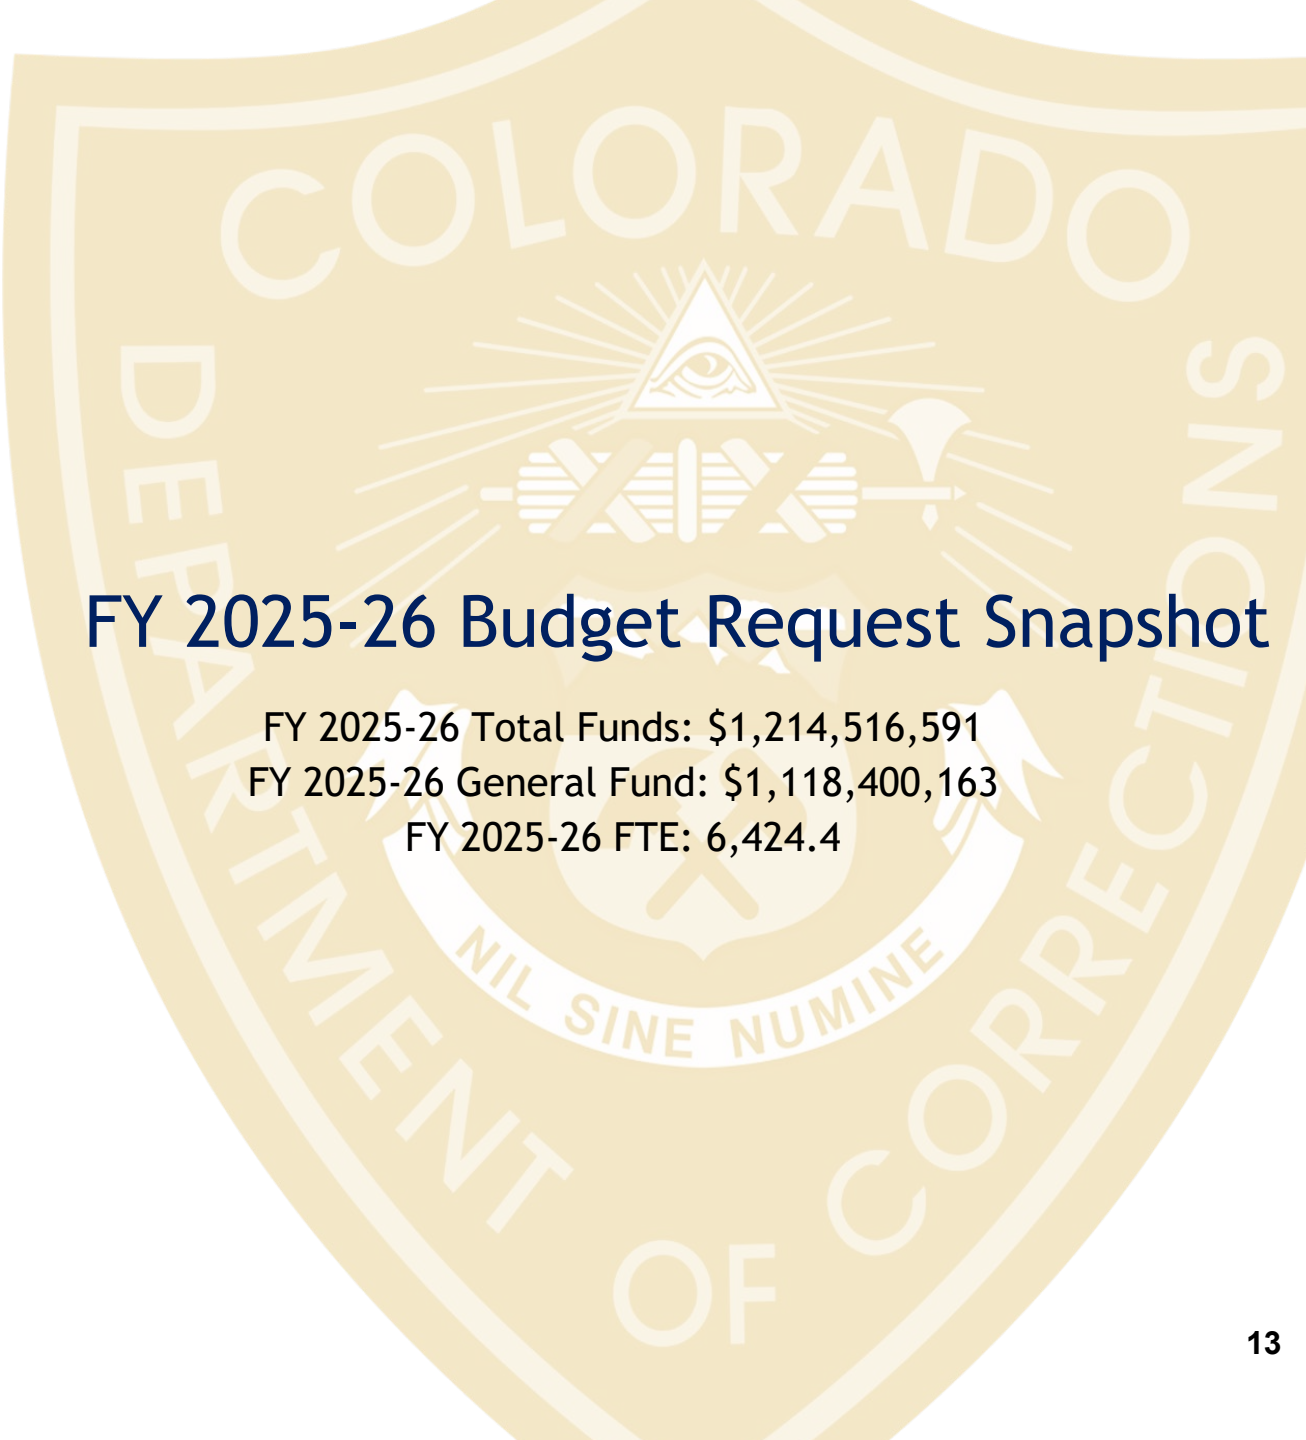 COLORADO
DEPARTMENT OF CORRECTIONS
FY 2025-26 Budget Request Snapshot
FY 2025-26 Total Funds: $1,214,516,591
FY 2025-26 General Fund: $1,118,400,163
FY 2025-26 FTE: 6,424.4
NIL SINE NUMINE
13